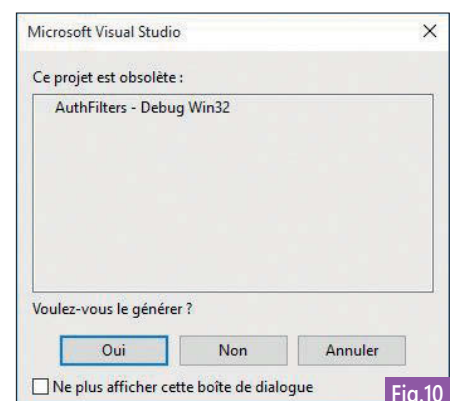 Microsoft Visual Studio
Ce projet est obsolète :
AuthFilters - Debug Win32
Voulez-vous le générer ?
Oui Non Annuler
Ne plus afficher cette boîte de dialogue
Fig.10